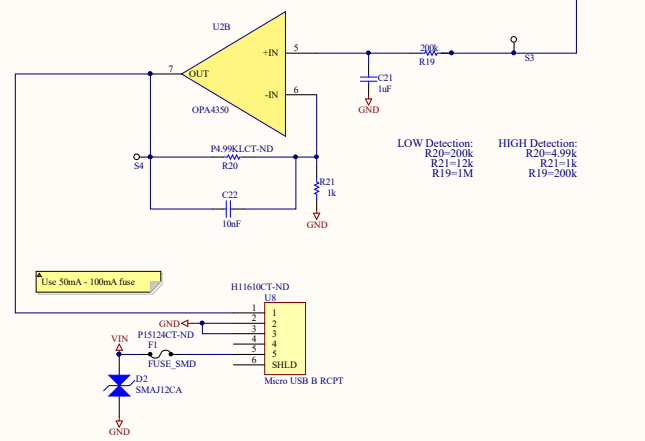 U2B
+IN
5
7
OUT
-IN
6
OPA4350
200k
R19
S3
C21
1uF
GND
LOW Detection:
R20=200k
R21=12k
R19=1M
HIGH Detection:
R20=4.99k
R21=1k
R19=200k
P4.99KLCT-ND
S4
R20
R21
1k
C22
10nF
GND
Use 50mA - 100mA fuse
H11610CT-ND
U8
1 1
GND
2 2
3 3
P15124CT-ND
VIN
F1
4 4
5 5
FUSE_SMD
6 SHLD
D2
SMAJ12CA
Micro USB B RCPT
GND